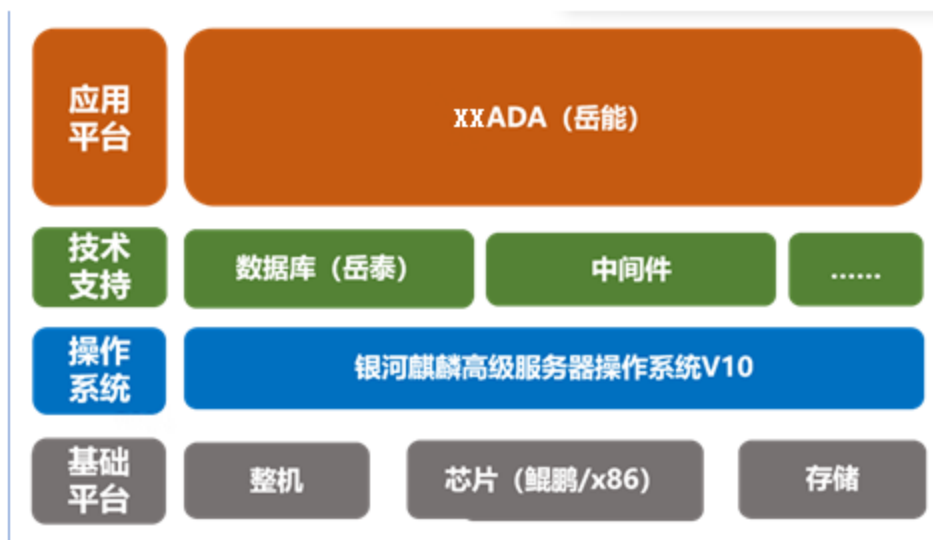 应用
平台
XXADA（岳能）
技术
支持
数据库（岳泰）
中间件
......
操作
系统
银河麒麟高级服务器操作系统V10
基础
平台
整机
芯片（鲲鹏/x86）
存储